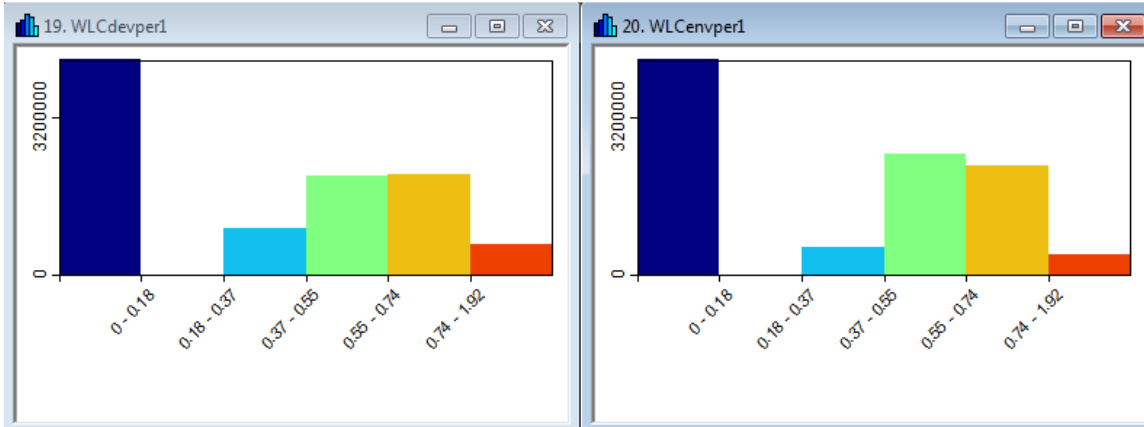 19. WLCdevper1
3200000
0
0 - 0.18
0.18 - 0.37
0.37 - 0.55
0.55 - 0.74
0.74 - 1.92
20. WLCenvper1
3200000
0
0 - 0.18
0.18 - 0.37
0.37 - 0.55
0.55 - 0.74
0.74 - 1.92